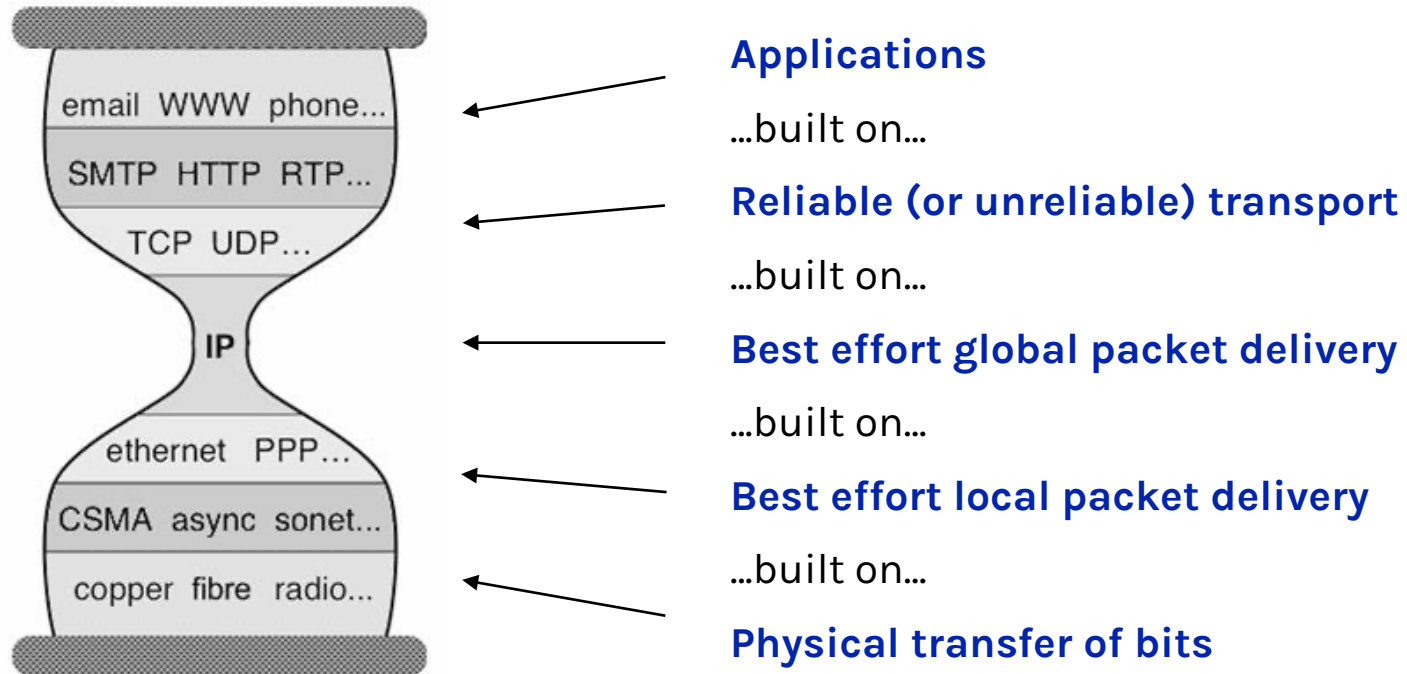 email WWW phone...
SMTP HTTP RTP...
TCP UDP...
IP
ethernet PPP...
CSMA async sonet...
copper fibre radio...
Applications
...built on...
Reliable (or unreliable) transport
...built on...
Best effort global packet delivery
...built on...
Best effort local packet delivery
...built on...
Physical transfer of bits